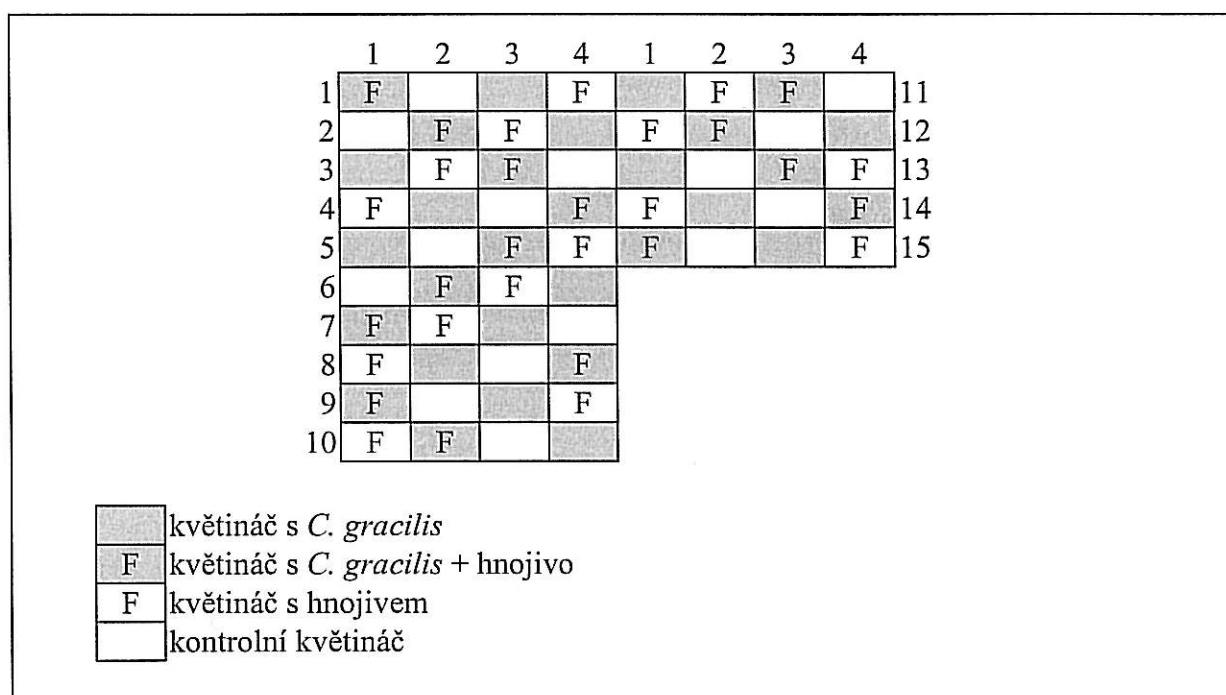 1 2 3 4 1 2 3 4
1 F F F F 11
2 F F F F 12
3 F F F F 13
4 F F F F 14
5 F F F F 15
6 F F
7 F F
8 F F
9 F F
10 F F
květináč s C. gracilis
F květináč s C. gracilis + hnojivo
F květináč s hnojivem
kontrolní květináč